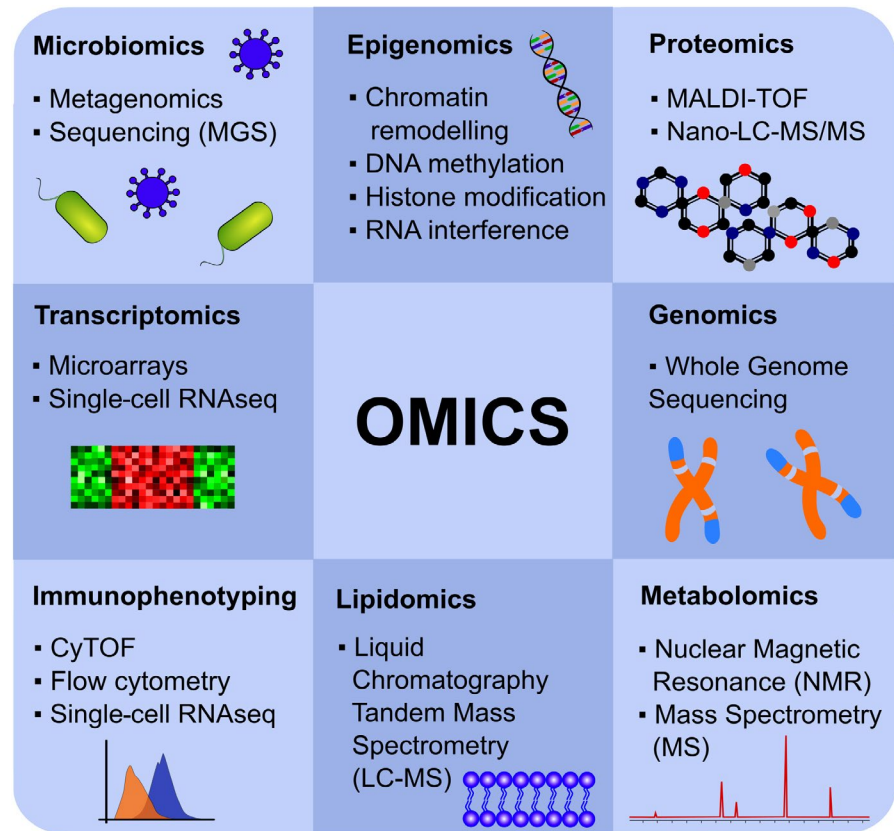 Microbiomics
▪ Metagenomics
▪ Sequencing (MGS)
Epigenomics
▪ Chromatin
remodelling
▪ DNA methylation
▪ Histone modification
▪ RNA interference
Proteomics
▪ MALDI-TOF
▪ Nano-LC-MS/MS
Transcriptomics
▪ Microarrays
▪ Single-cell RNAseq
OMICS
Genomics
▪ Whole Genome
Sequencing
Immunophenotyping
▪ CyTOF
▪ Flow cytometry
▪ Single-cell RNAseq
Lipidomics
▪ Liquid
Chromatography
Tandem Mass
Spectrometry
(LC-MS)
Metabolomics
▪ Nuclear Magnetic
Resonance (NMR)
▪ Mass Spectrometry
(MS)